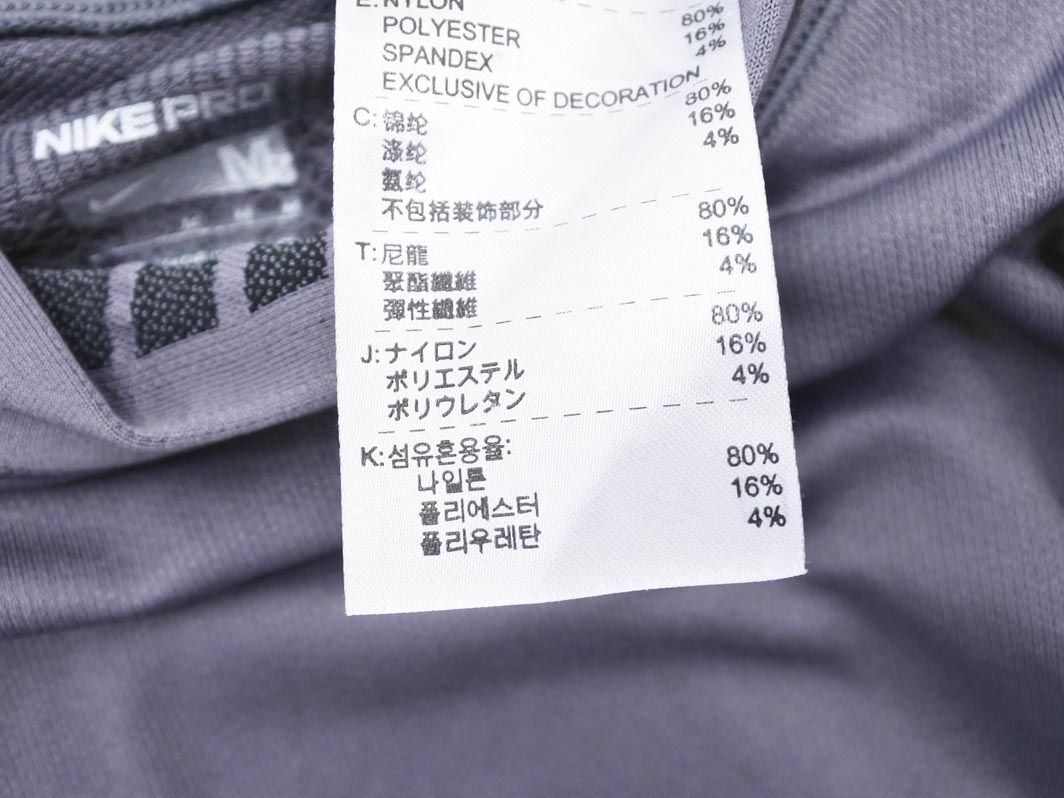 NIKE PRO
M
E: NYLON 80%
POLYESTER 16%
SPANDEX 4%
EXCLUSIVE OF DECORATION
C: 锦纶 80%
涤纶 16%
氨纶 4%
不包括装饰部分
T: 尼龍 80%
聚酯纖維 16%
彈性纖維 4%
J: ナイロン 80%
ポリエステル 16%
ポリウレタン 4%
K: 섬유혼용율:
나일론 80%
폴리에스터 16%
폴리우레탄 4%